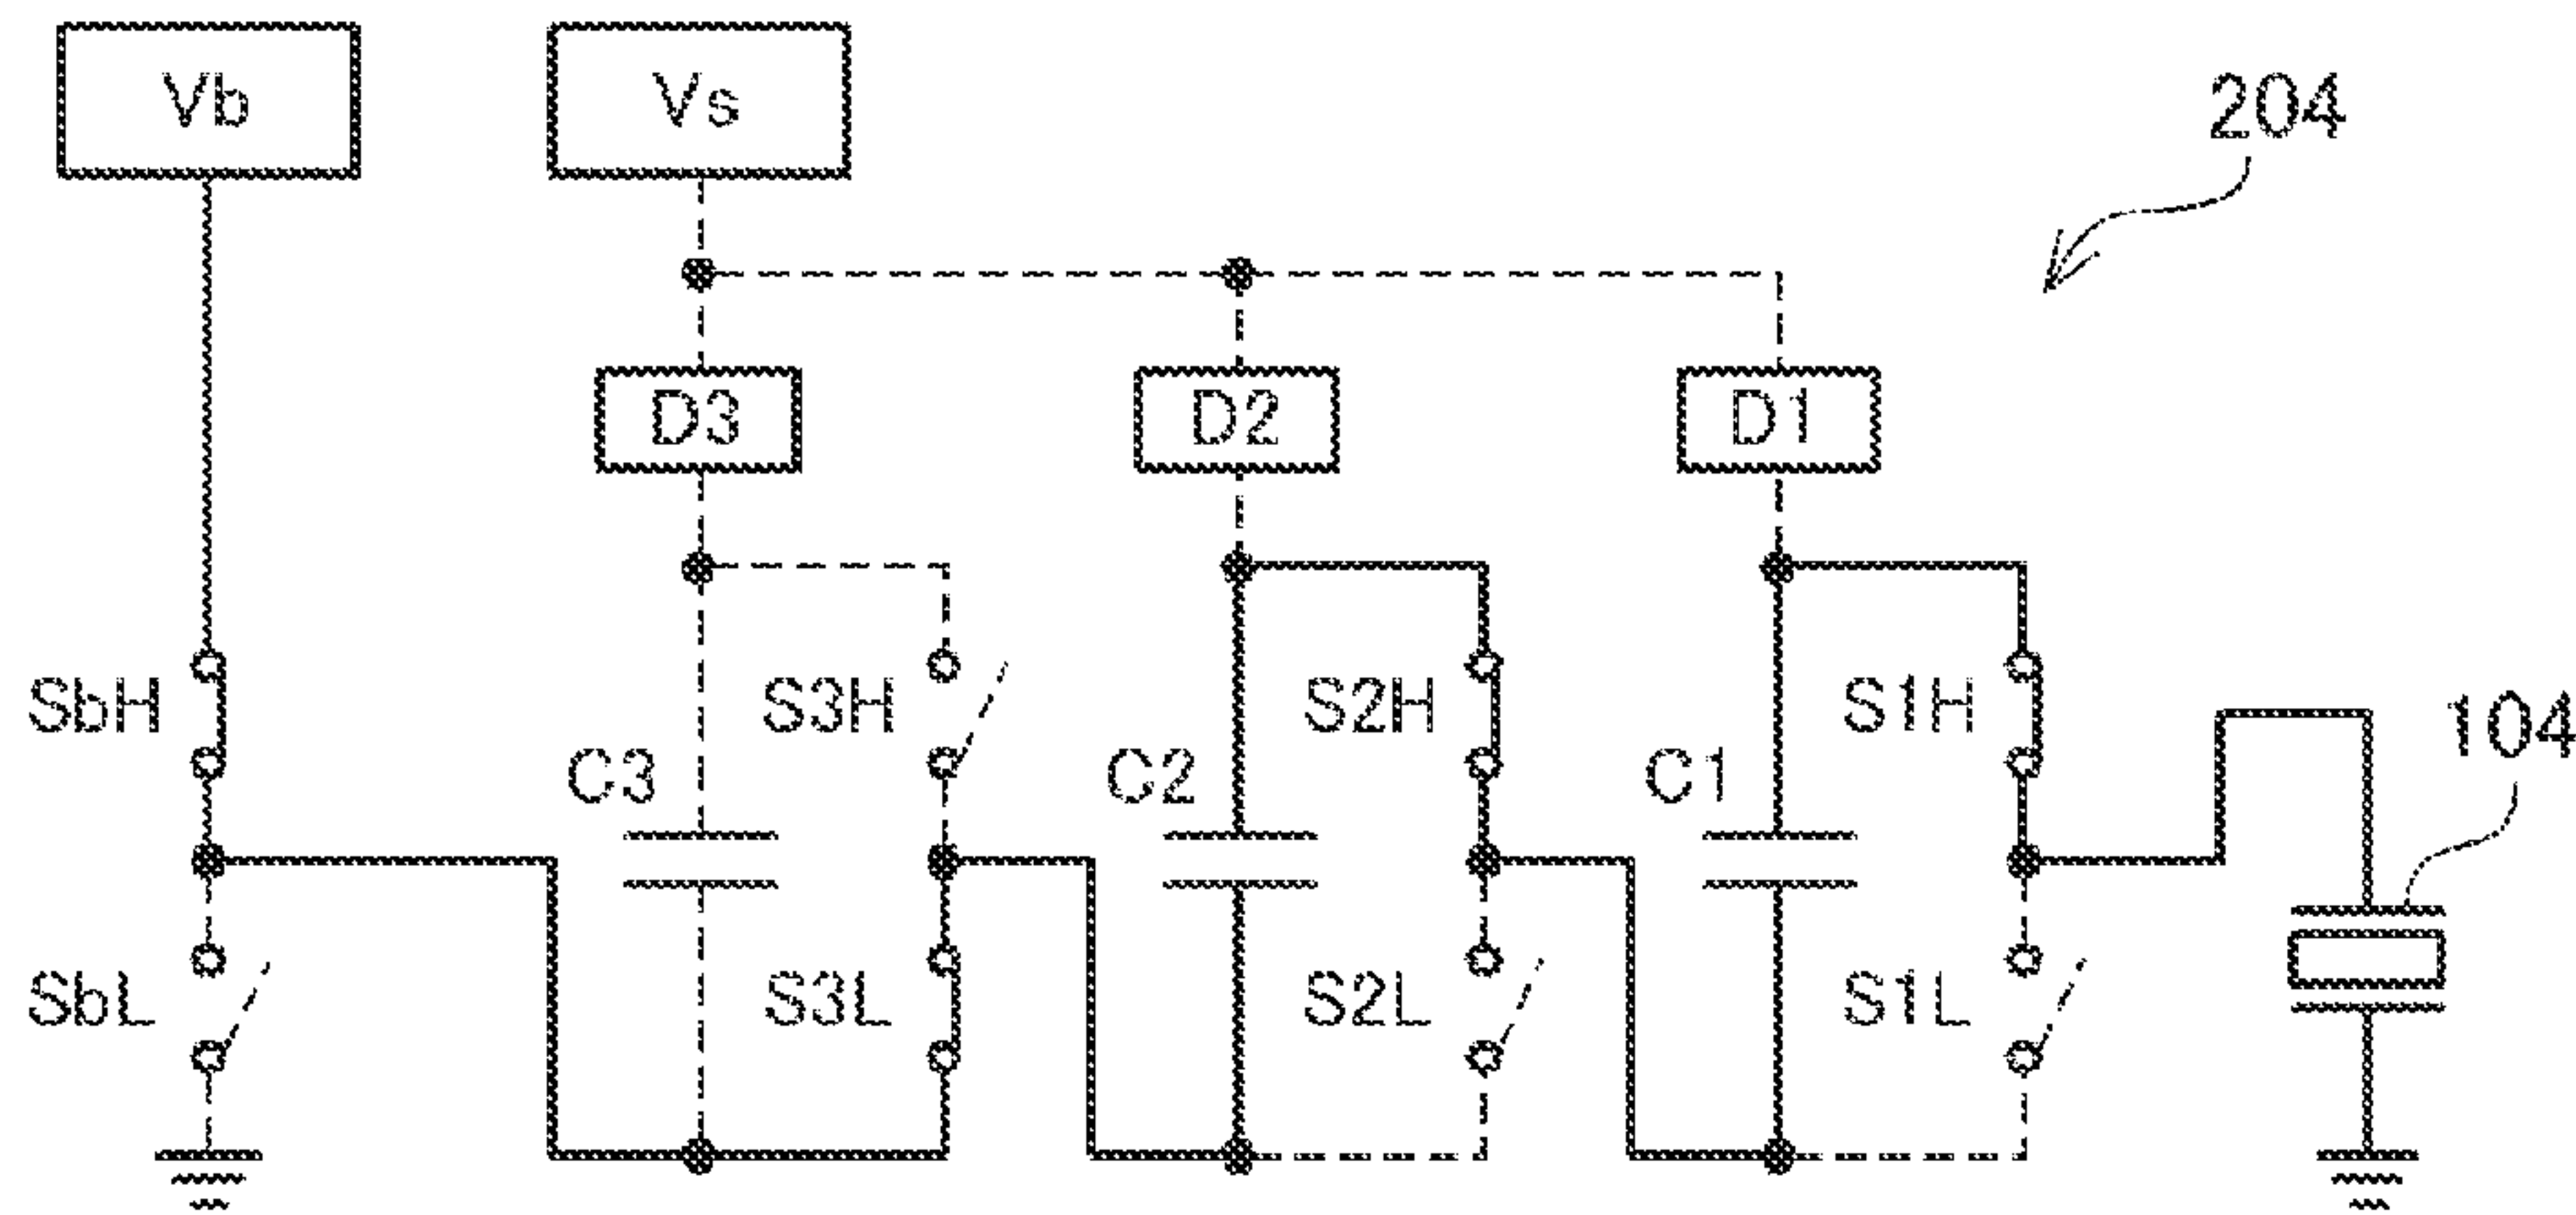 Vb Vs
204
D3 D2 D1
SbH S3H S2H S1H
C3 C2 C1
104
SbL S3L S2L S1L